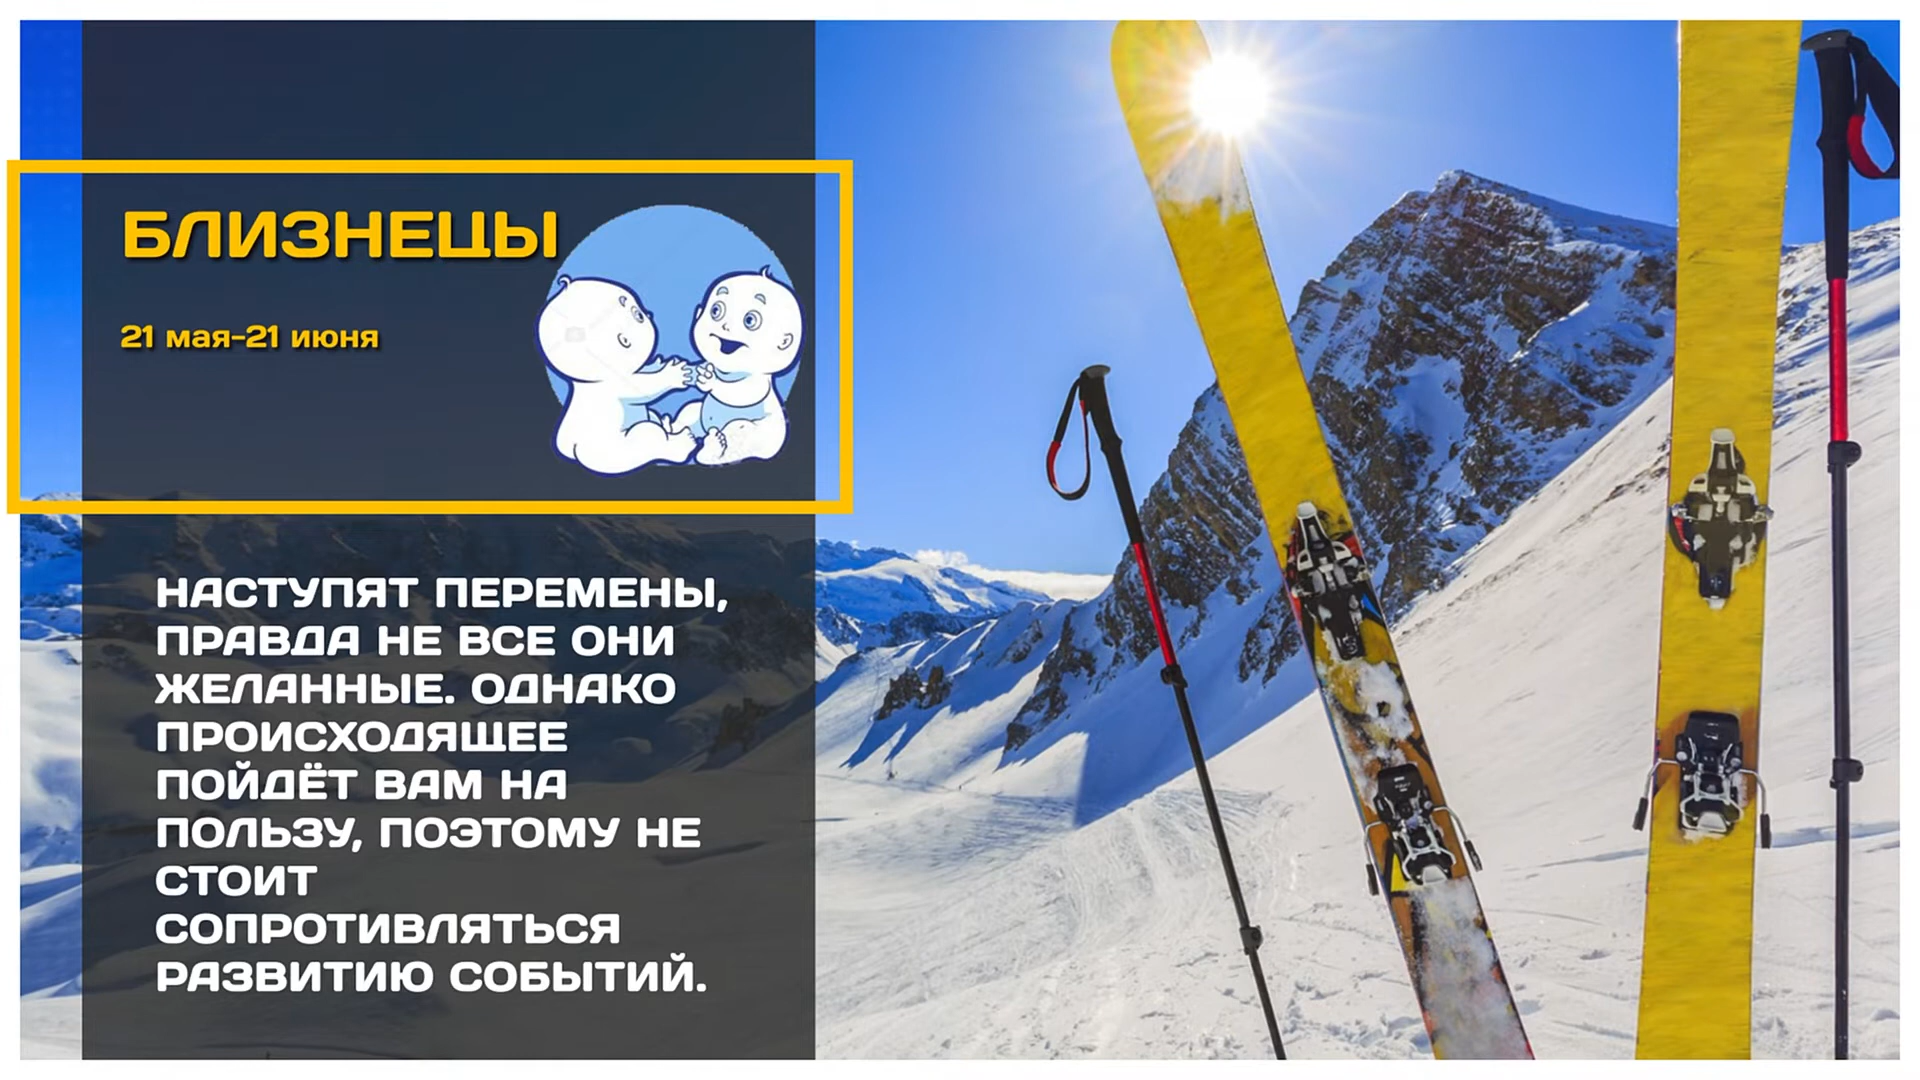 БЛИЗНЕЦЫ
21 мая-21 июня
НАСТУПЯТ ПЕРЕМЕНЫ,
ПРАВДА НЕ ВСЕ ОНИ
ЖЕЛАННЫЕ. ОДНАКО
ПРОИСХОДЯЩЕЕ
ПОЙДЁТ ВАМ НА
ПОЛЬЗУ, ПОЭТОМУ НЕ
СТОИТ
СОПРОТИВЛЯТЬСЯ
РАЗВИТИЮ СОБЫТИЙ.